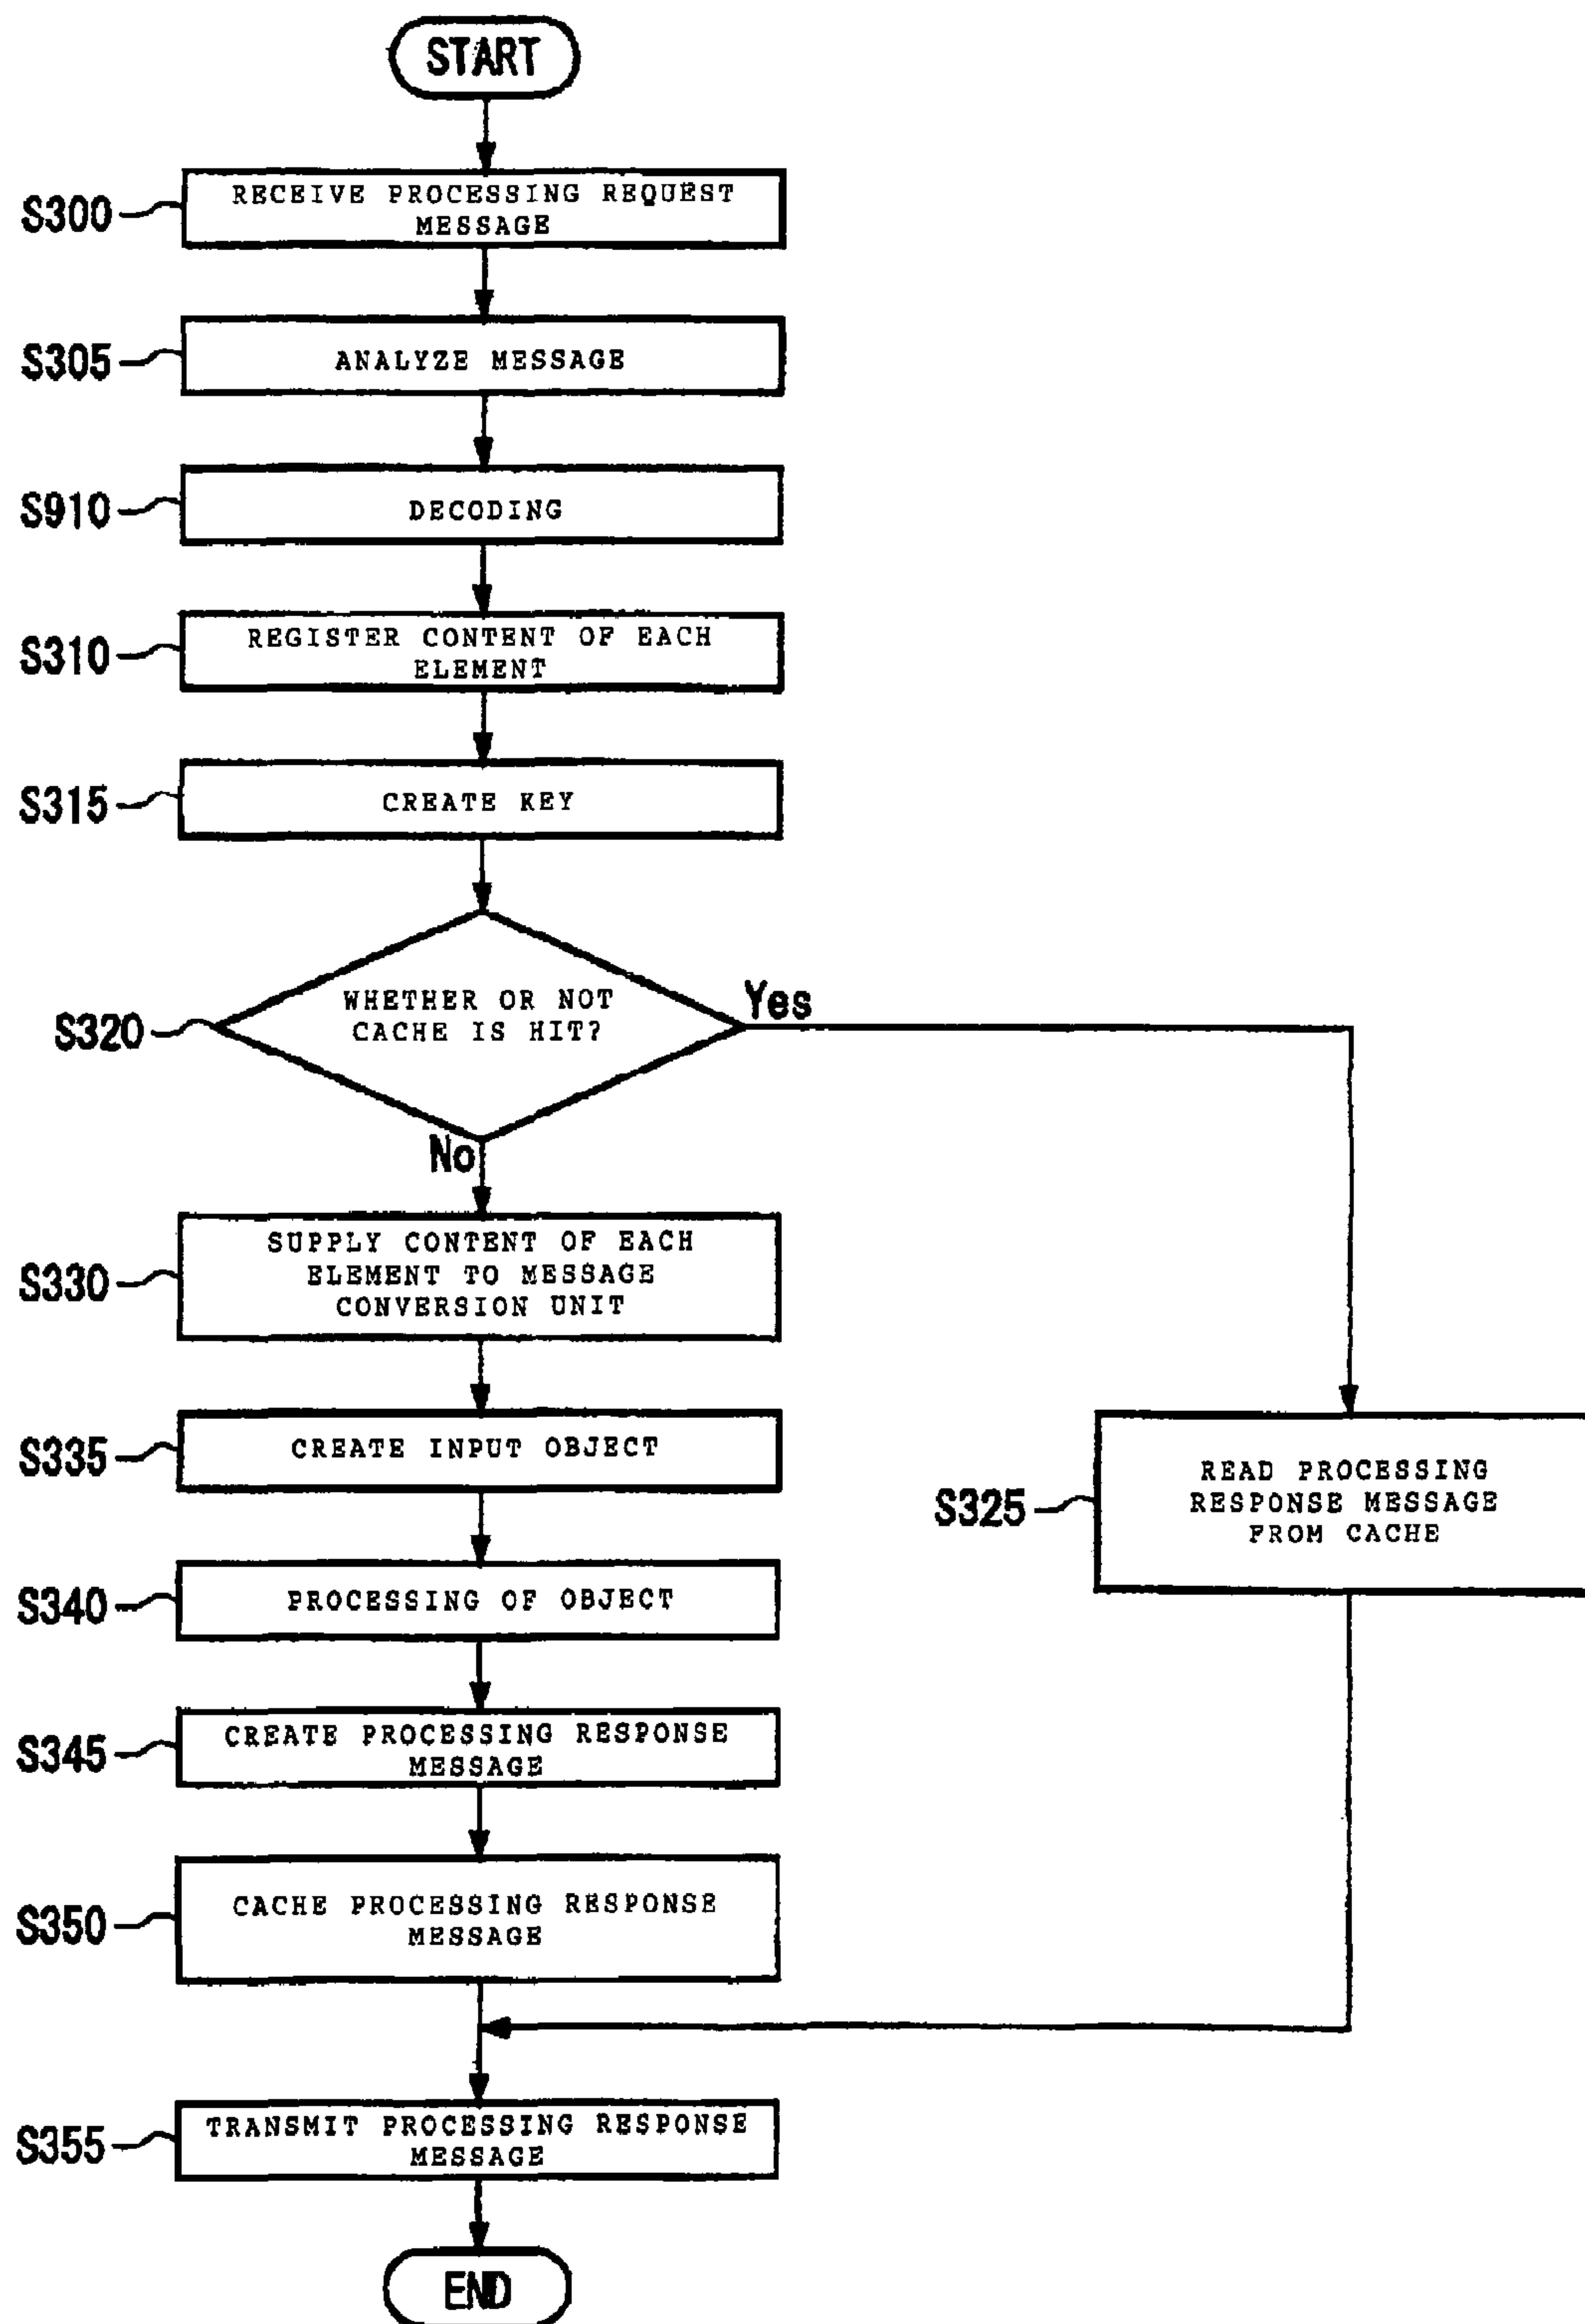 START
S300
RECEIVE PROCESSING REQUEST
MESSAGE
S305
ANALYZE MESSAGE
S910
DECODING
S310
REGISTER CONTENT OF EACH
ELEMENT
S315
CREATE KEY
S320
WHETHER OR NOT
CACHE IS HIT?
Yes
No
S330
SUPPLY CONTENT OF EACH
ELEMENT TO MESSAGE
CONVERSION UNIT
S335
CREATE INPUT OBJECT
S325
READ PROCESSING
RESPONSE MESSAGE
FROM CACHE
S340
PROCESSING OF OBJECT
S345
CREATE PROCESSING RESPONSE
MESSAGE
S350
CACHE PROCESSING RESPONSE
MESSAGE
S355
TRANSMIT PROCESSING RESPONSE
MESSAGE
END